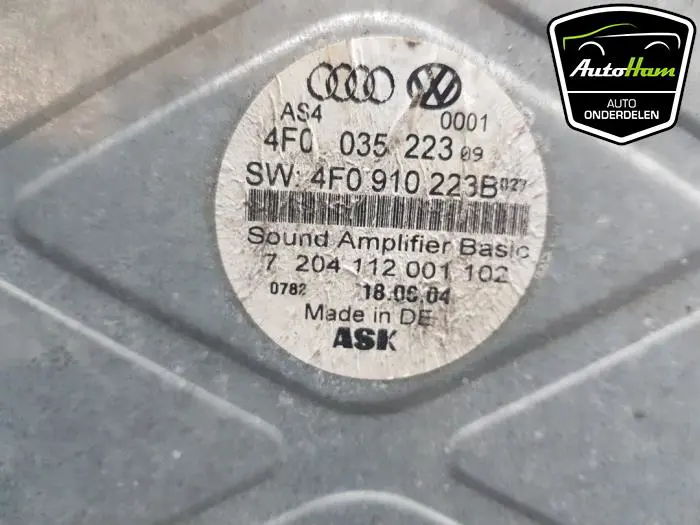 AutoHam
AUTO
ONDERDELEN
AS4 0001
4F0 035 223 09
SW: 4F0 910 223B 027
Sound Amplifier Basic
7 204 112 001 102
0782 18.06.04
Made in DE
ASK